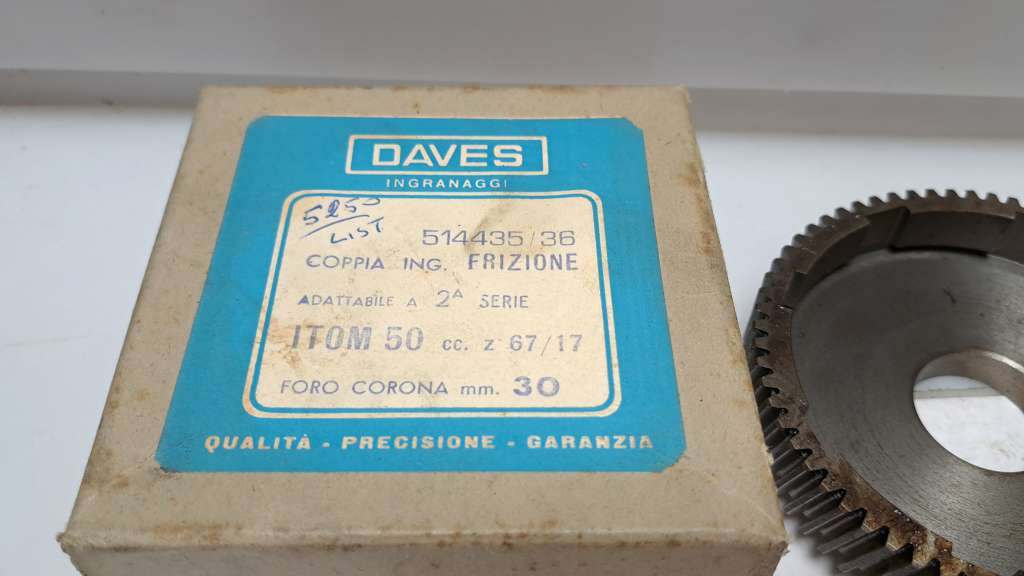 DAVES
INGRANAGGI
5250
LIST
514435/36
COPPIA ING. FRIZIONE
ADATTABILE A 2ᴬ SERIE
ITOM 50 cc. z 67/17
FORO CORONA mm. 30
QUALITÀ - PRECISIONE - GARANZIA